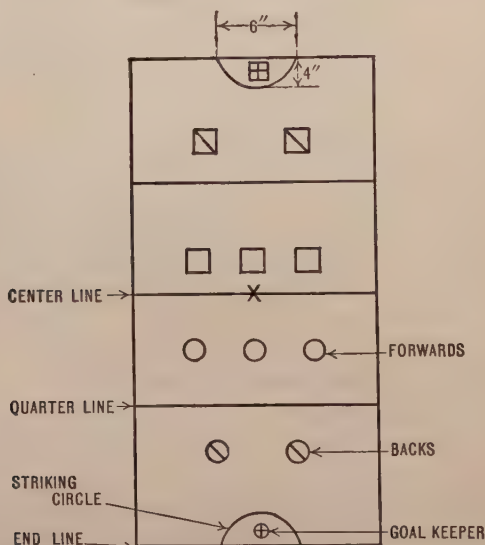 6"
4"
CENTER LINE
X
FORWARDS
QUARTER LINE
BACKS
STRIKING
CIRCLE
GOAL KEEPER
END LINE